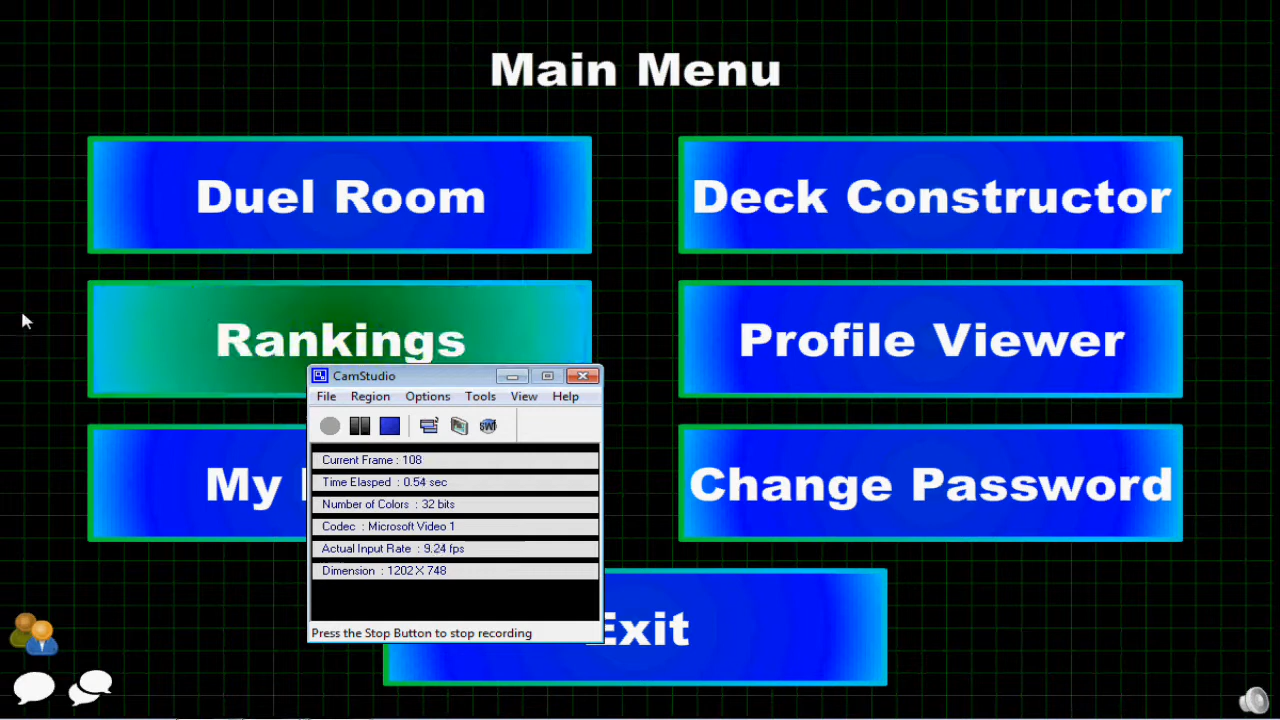 Main Menu
Duel Room
Deck Constructor
Rankings
Profile Viewer
My
Change Password
Exit
CamStudio
File Region Options Tools View Help
Current Frame : 108
Time Elasped : 0.54 sec
Number of Colors : 32 bits
Codec : Microsoft Video 1
Actual Input Rate : 9.24 fps
Dimension : 1202 X 748
Press the Stop Button to stop recording